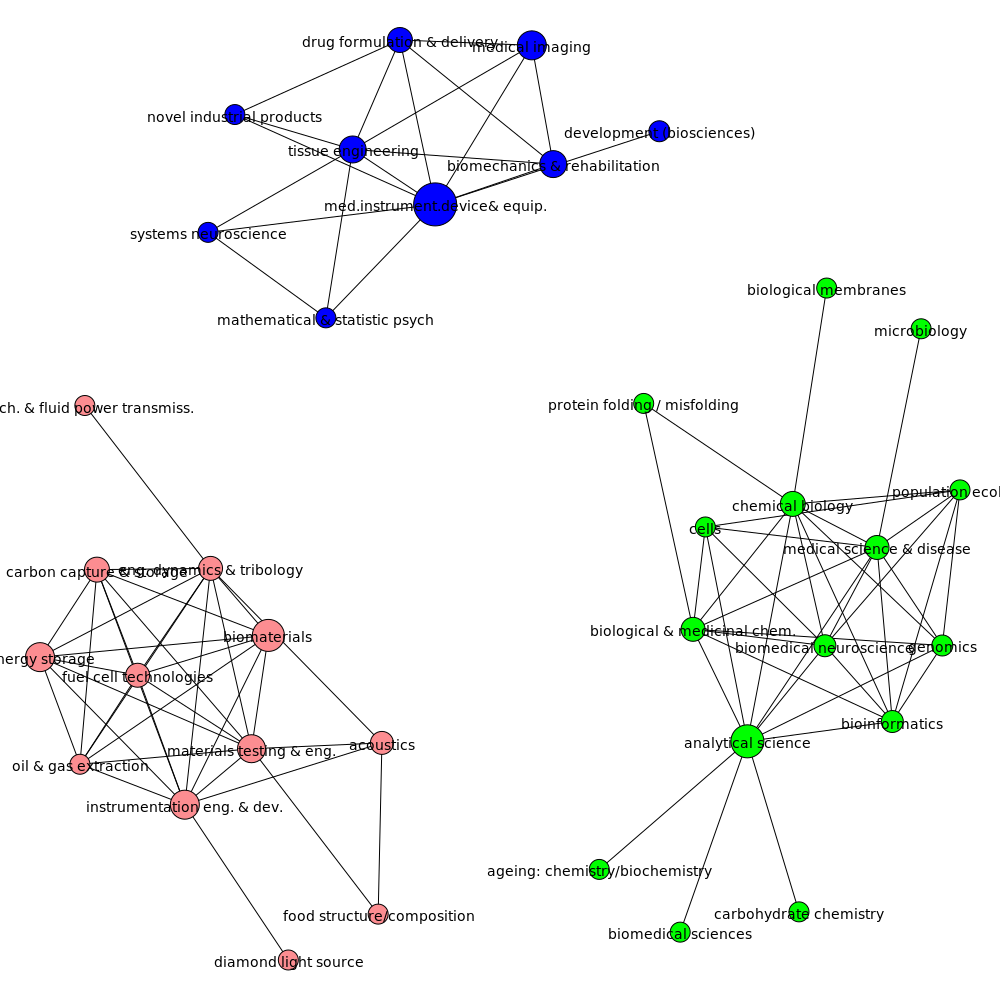 drug formulation & delivery
medical imaging
novel industrial products
development (biosciences)
tissue engineering
biomechanics & rehabilitation
med.instrument.device& equip.
systems neuroscience
mathematical & statistic psych
biological membranes
microbiology
ch. & fluid power transmiss.
protein folding / misfolding
population ecol
chemical biology
cells
medical science & disease
carbon capture & storage
eng. dynamics & tribology
biomaterials
biological & medicinal chem.
biomedical neuroscience
genomics
nergy storage
fuel cell technologies
bioinformatics
analytical science
materials testing & eng.
acoustics
oil & gas extraction
instrumentation eng. & dev.
ageing: chemistry/biochemistry
food structure/composition
carbohydrate chemistry
biomedical sciences
diamond light source